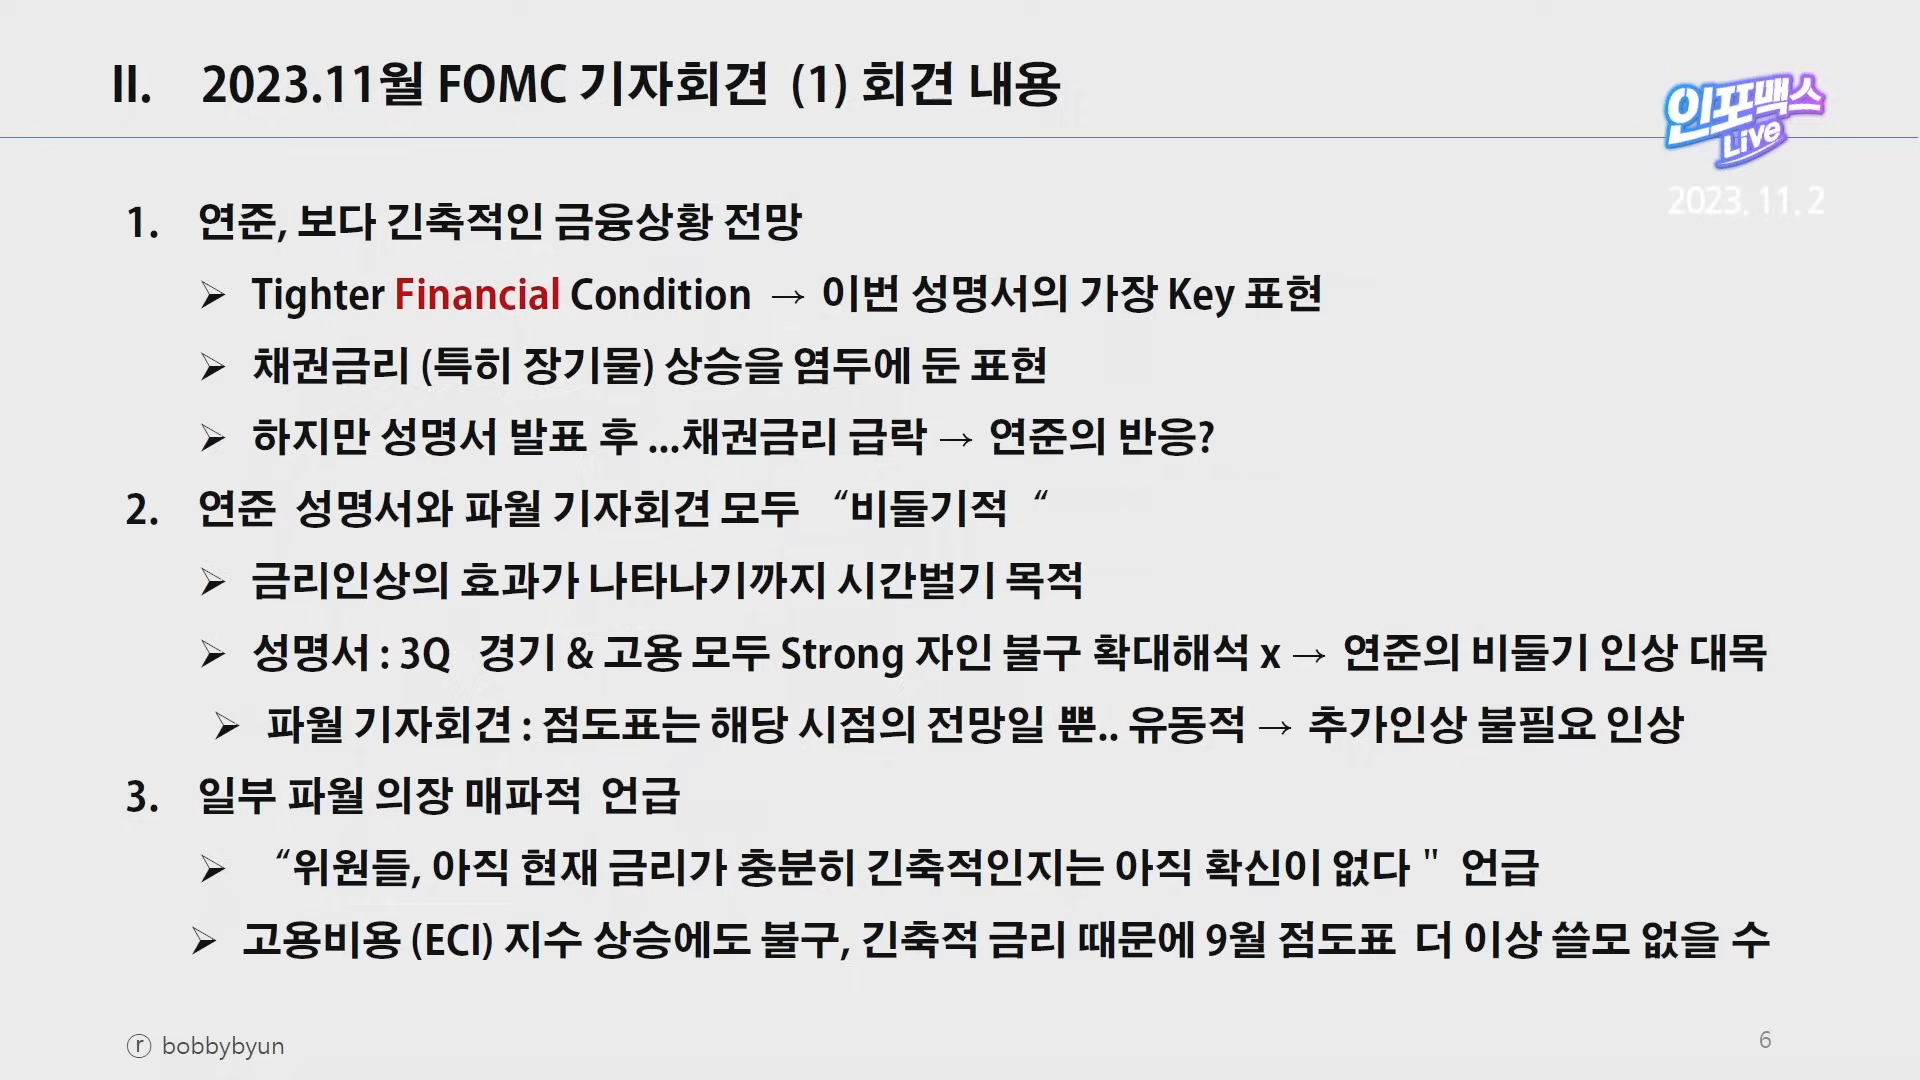 II. 2023.11월 FOMC 기자회견 (1) 회견 내용
인포맥스
Live
2023. 11. 2
1. 연준, 보다 긴축적인 금융상황 전망
➢ Tighter Financial Condition → 이번 성명서의 가장 Key 표현
➢ 채권금리 (특히 장기물) 상승을 염두에 둔 표현
➢ 하지만 성명서 발표 후 ...채권금리 급락 → 연준의 반응?
2. 연준 성명서와 파월 기자회견 모두 “비둘기적 “
➢ 금리인상의 효과가 나타나기까지 시간벌기 목적
➢ 성명서 : 3Q 경기 & 고용 모두 Strong 자인 불구 확대해석 x → 연준의 비둘기 인상 대목
➢ 파월 기자회견 : 점도표는 해당 시점의 전망일 뿐.. 유동적 → 추가인상 불필요 인상
3. 일부 파월 의장 매파적 언급
➢ “위원들, 아직 현재 금리가 충분히 긴축적인지는 아직 확신이 없다 " 언급
➢ 고용비용 (ECI) 지수 상승에도 불구, 긴축적 금리 때문에 9월 점도표 더 이상 쓸모 없을 수
ⓡ bobbybyun
6